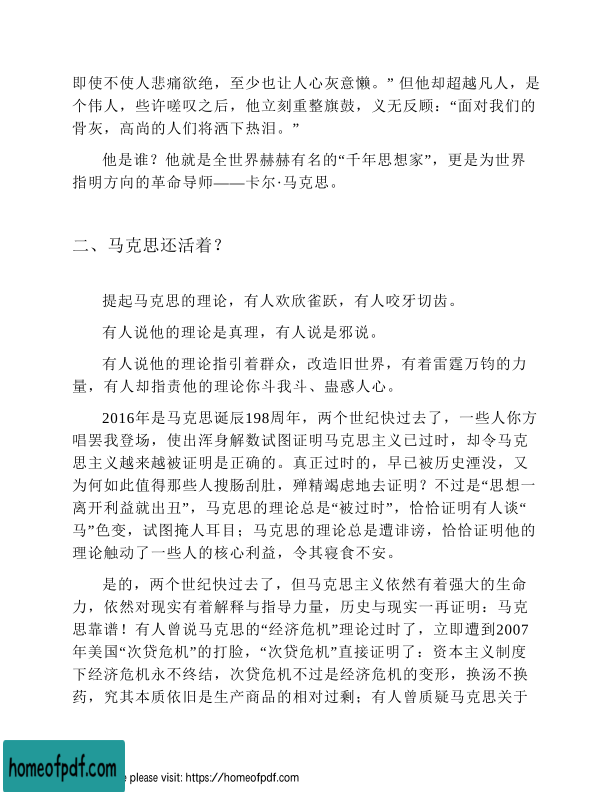 即使不使人悲痛欲绝，至少也让人心灰意懒。” 但他却超越凡人，是
个伟人，些许嗟叹之后，他立刻重整旗鼓，义无反顾：“面对我们的
骨灰，高尚的人们将洒下热泪。”
他是谁？他就是全世界赫赫有名的“千年思想家”，更是为世界
指明方向的革命导师——卡尔·马克思。
二、马克思还活着？
提起马克思的理论，有人欢欣雀跃，有人咬牙切齿。
有人说他的理论是真理，有人说是邪说。
有人说他的理论指引着群众，改造旧世界，有着雷霆万钧的力
量，有人却指责他的理论你斗我斗、蛊惑人心。
2016年是马克思诞辰198周年，两个世纪快过去了，一些人你方
唱罢我登场，使出浑身解数试图证明马克思主义已过时，却令马克
思主义越来越被证明是正确的。真正过时的，早已被历史湮没，又
为何如此值得那些人搜肠刮肚，殚精竭虑地去证明？不过是“思想一
离开利益就出丑”，马克思的理论总是“被过时”，恰恰证明有人谈“
马”色变，试图掩人耳目；马克思的理论总是遭诽谤，恰恰证明他的
理论触动了一些人的核心利益，令其寝食不安。
是的，两个世纪快过去了，但马克思主义依然有着强大的生命
力，依然对现实有着解释与指导力量，历史与现实一再证明：马克
思靠谱！有人曾说马克思的“经济危机”理论过时了，立即遭到2007
年美国“次贷危机”的打脸，“次贷危机”直接证明了：资本主义制度
下经济危机永不终结，次贷危机不过是经济危机的变形，换汤不换
药，究其本质依旧是生产商品的相对过剩；有人曾质疑马克思关于
homeofpdf.com
e please visit: https://homeofpdf.com